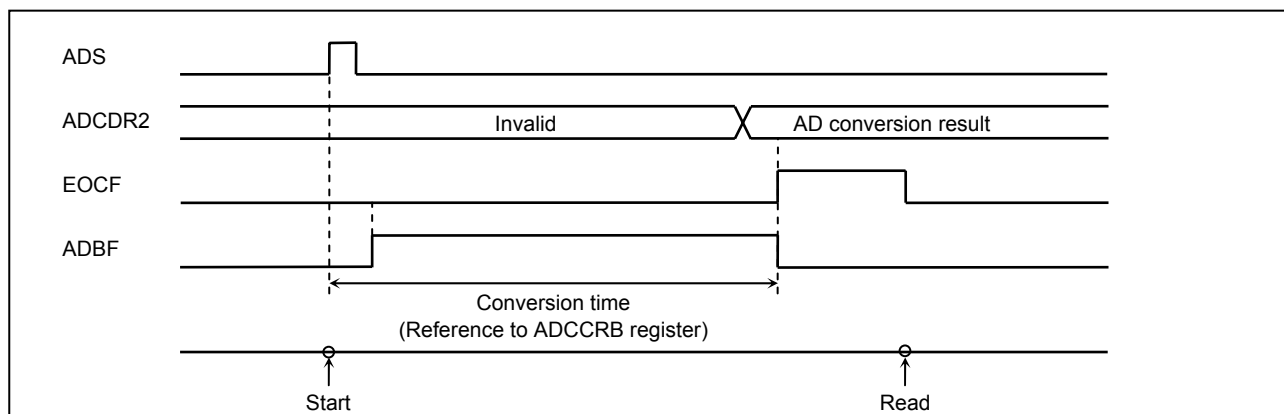 ADS
ADCDR2
Invalid
AD conversion result
EOCF
ADBF
Conversion time
(Reference to ADCCRB register)
Start
Read